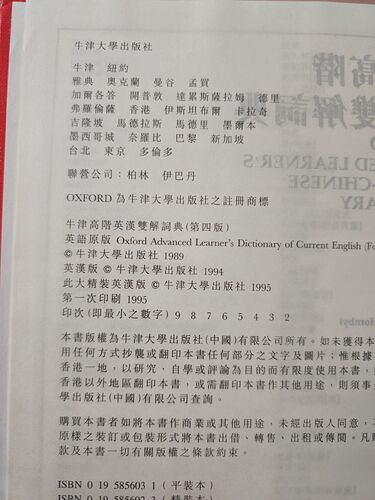 牛津大學出版社
牛津 紐約
雅典 奧克蘭 曼谷 孟買
加爾各答 開普敦 達累斯薩拉姆 德里
弗羅倫薩 香港 伊斯坦布爾 卡拉奇
吉隆坡 馬德拉斯 馬德里 墨爾本
墨西哥城 奈羅比 巴黎 新加坡
台北 東京 多倫多
聯營公司:柏林 伊巴丹
OXFORD 為牛津大學出版社之註冊商標
牛津高階英漢雙解詞典(第四版)
英語原版 Oxford Advanced Learner's Dictionary of Current English (Fo
© 牛津大學出版社 1989
英漢版 © 牛津大學出版社 1994
此大精裝英漢版 © 牛津大學出版社 1995
第一次印刷 1995
印次(即最小之數字) 9 8 7 6 5 4 3 2
本書版權為牛津大學出版社(中國)有限公司所有。如未獲得本
用任何方式抄襲或翻印本書任何部分之文字及圖片;惟根據
香港一地,以研究、自學或評論為目的而有限度使用本書,
香港以外地區翻印本書,或需翻印本書作其他用途,則須事
學出版社(中國)有限公司查詢。
購買本書者如將本書作商業或其他用途,未經出版人同意,不
原樣之裝訂或包裝形式將本書出借、轉售、出租或傳閱。凡
款及本書一切有關版權之條款約束。
ISBN 0 19 585603 1 (平裝本)
ISBN 0 19 585602 3 (精裝本)